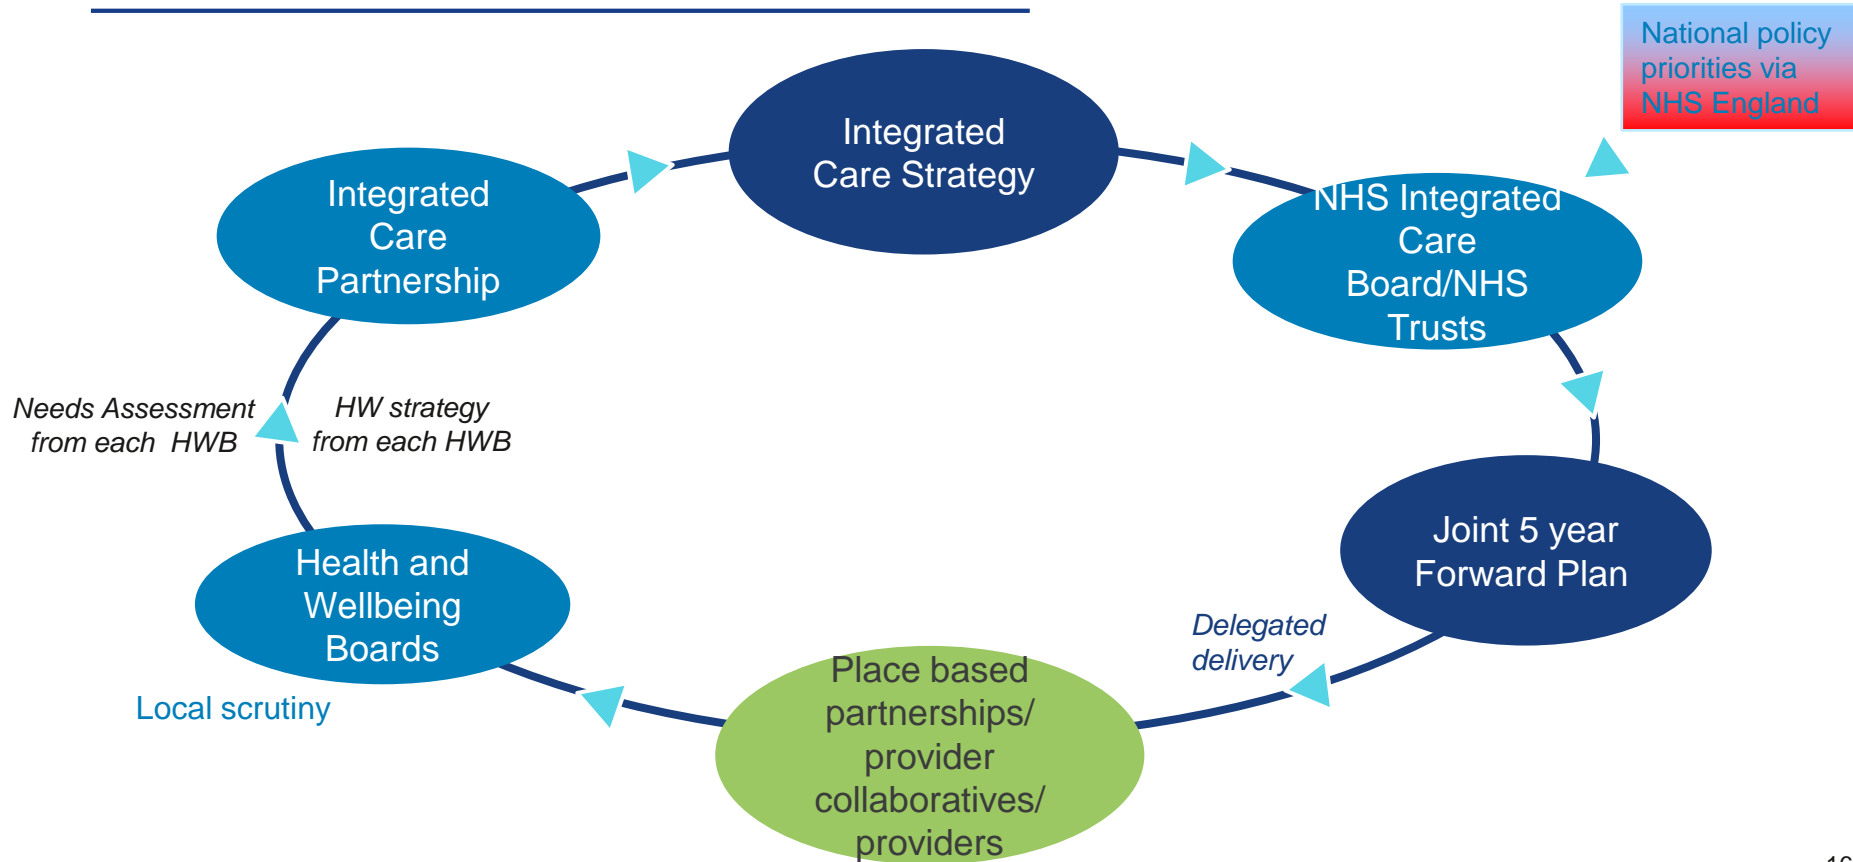 National policy
priorities via
NHS England
Integrated
Care Strategy
Integrated
Care
Partnership
NHS Integrated
Care
Board/NHS
Trusts
Needs Assessment
from each HWB
HW strategy
from each HWB
Joint 5 year
Forward Plan
Health and
Wellbeing
Boards
Delegated
delivery
Local scrutiny
Place based
partnerships/
provider
collaboratives/
providers
16